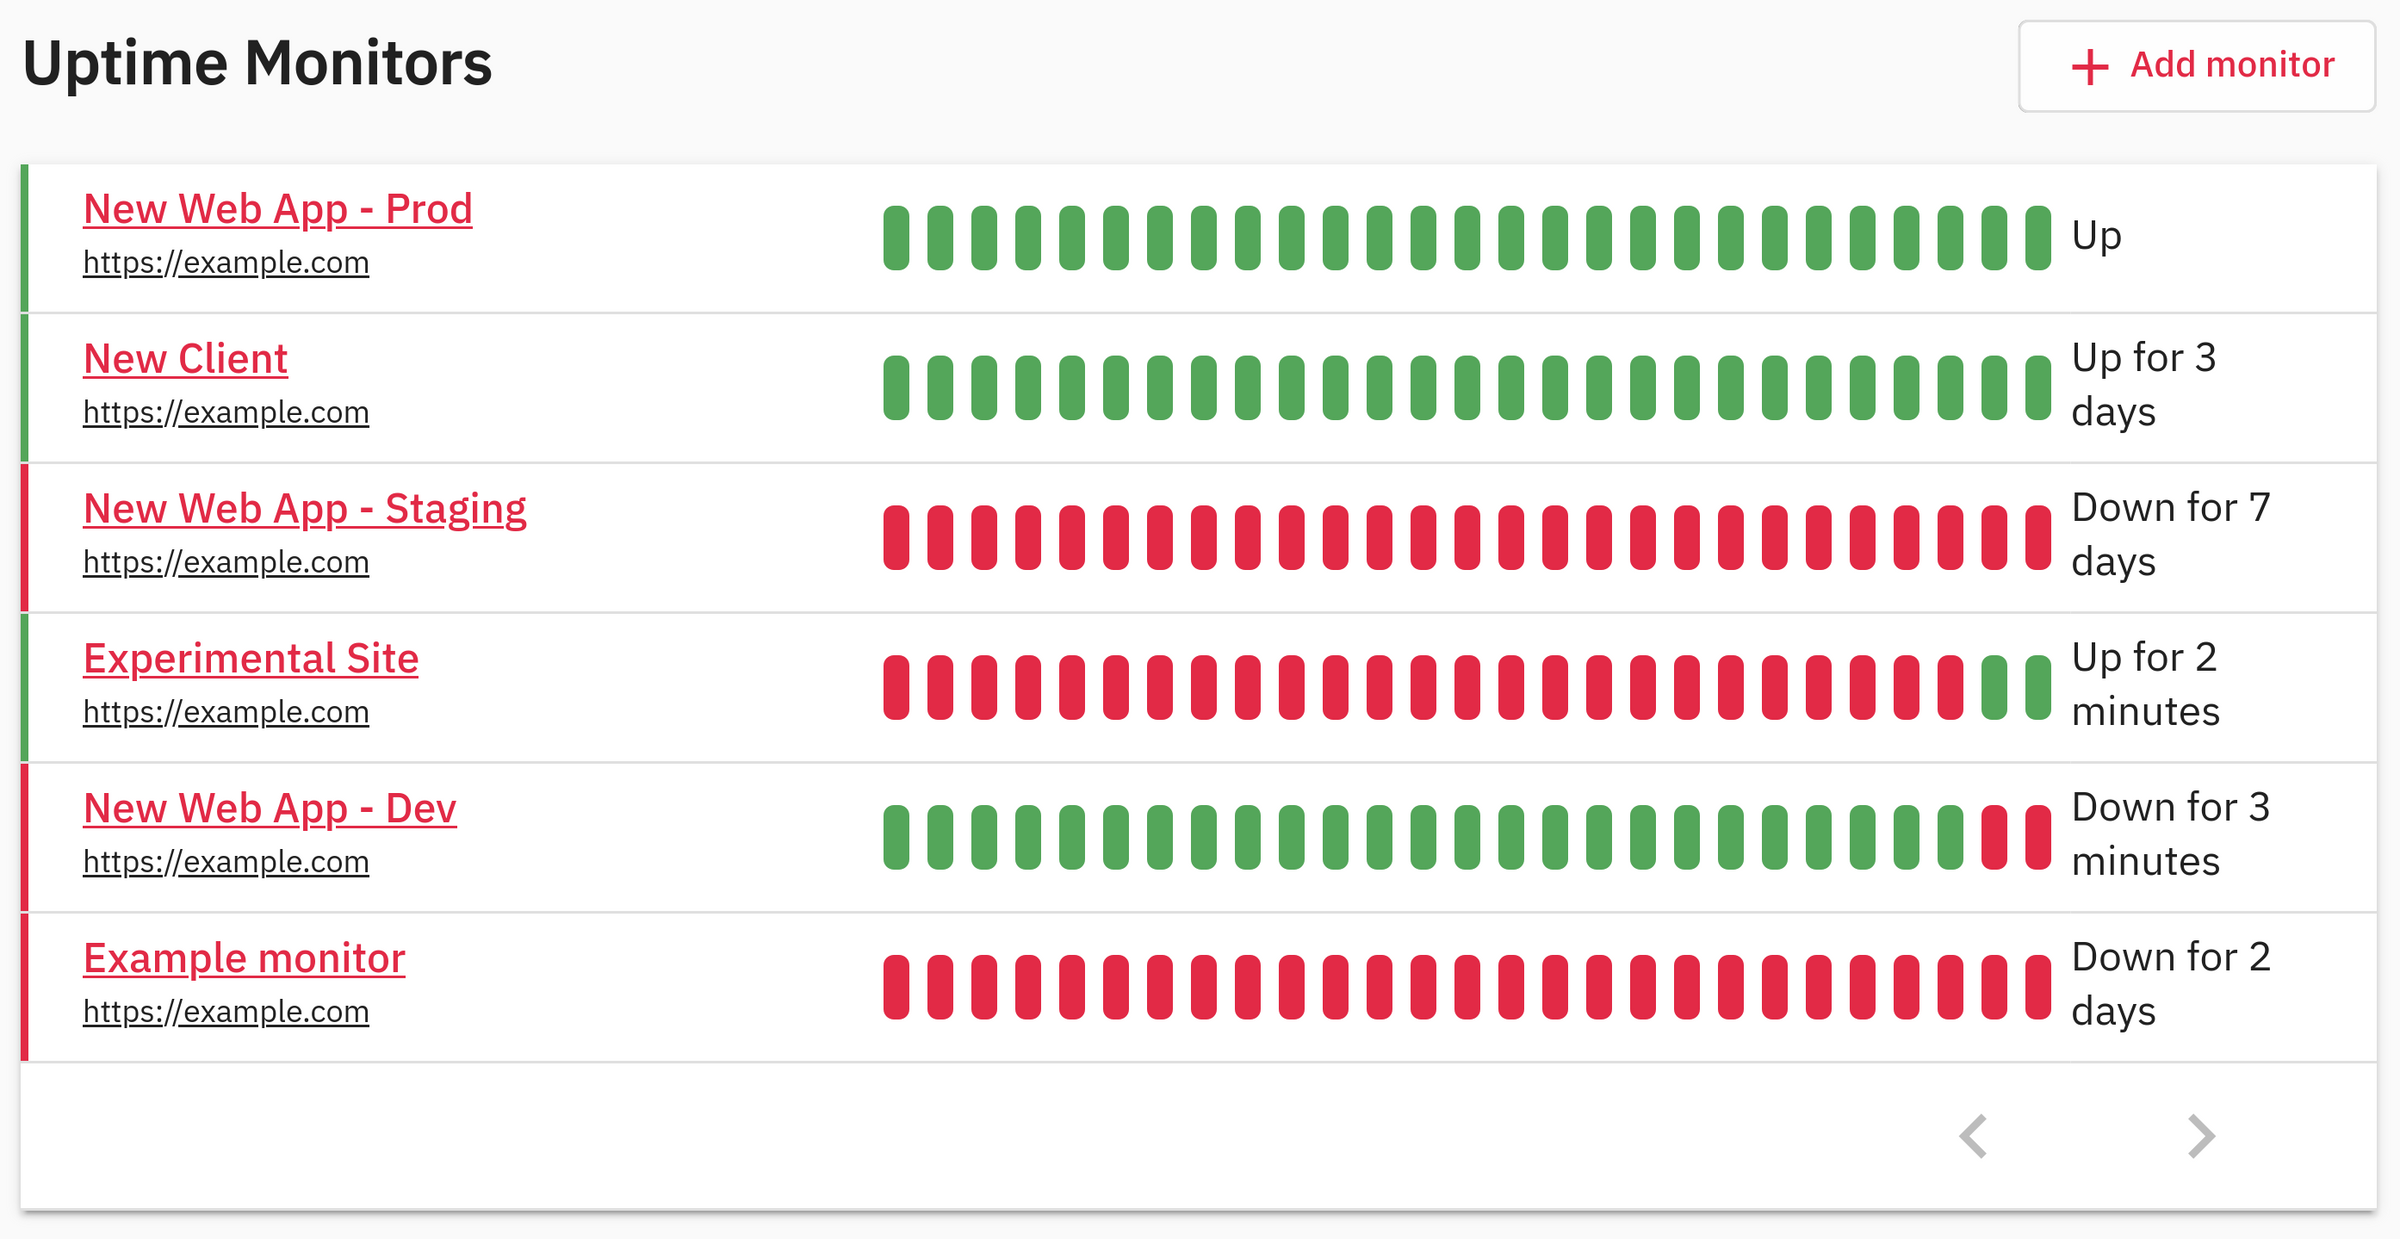 Uptime Monitors
Add monitor
New Web App - Prod
https://example.com
Up
New Client
https://example.com
Up for 3
days
New Web App - Staging
https://example.com
Down for 7
days
Experimental Site
https://example.com
Up for 2
minutes
New Web App - Dev
https://example.com
Down for 3
minutes
Example monitor
https://example.com
Down for 2
days